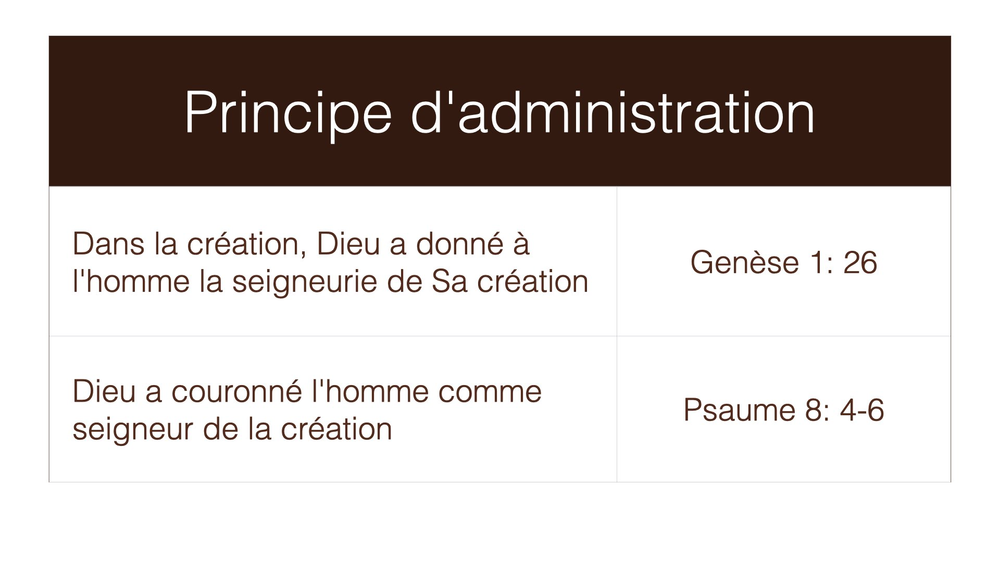 Principe d'administration
Dans la création, Dieu a donné à
l'homme la seigneurie de Sa création
Genèse 1: 26
Dieu a couronné l'homme comme
seigneur de la création
Psaume 8: 4-6